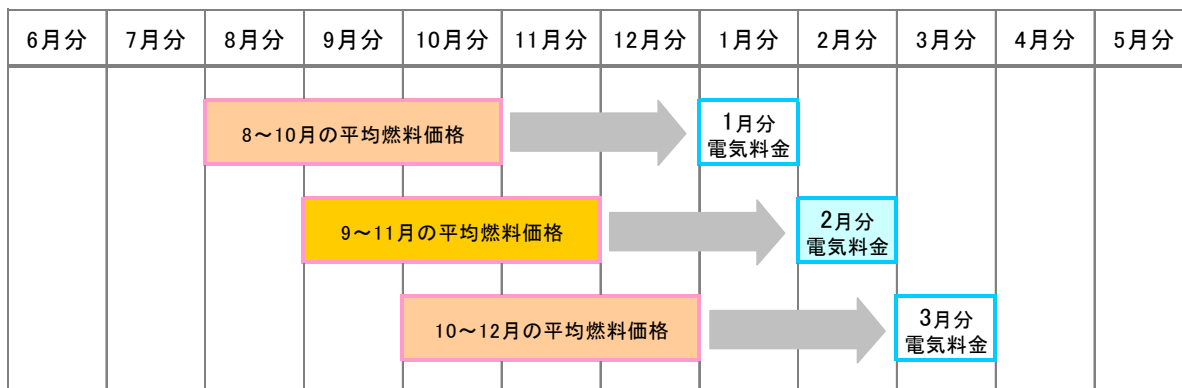 6月分 7月分 8月分 9月分 10月分 11月分 12月分 1月分 2月分 3月分 4月分 5月分
8～10月の平均燃料価格
1月分
電気料金
9～11月の平均燃料価格
2月分
電気料金
10～12月の平均燃料価格
3月分
電気料金